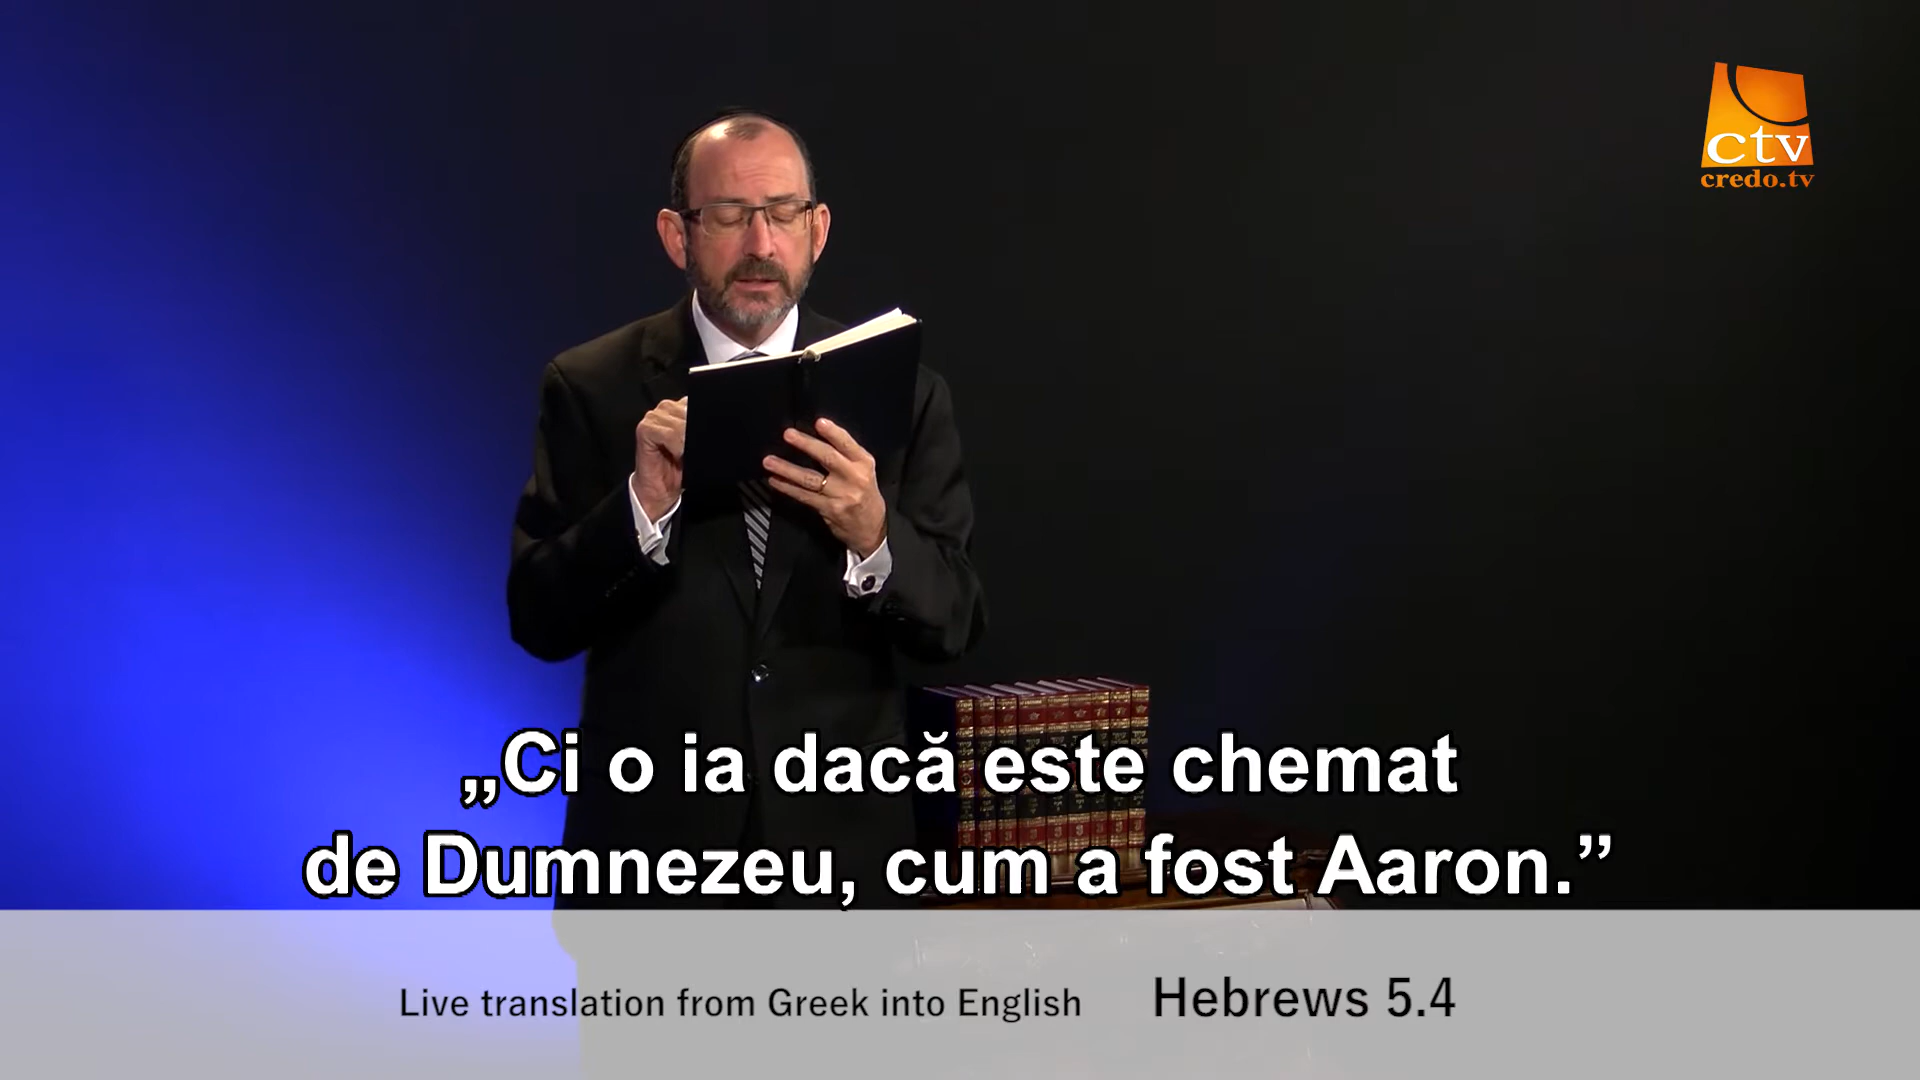 ctv
credo.tv
„Ci o ia dacă este chemat
de Dumnezeu, cum a fost Aaron.”
Live translation from Greek into English Hebrews 5.4